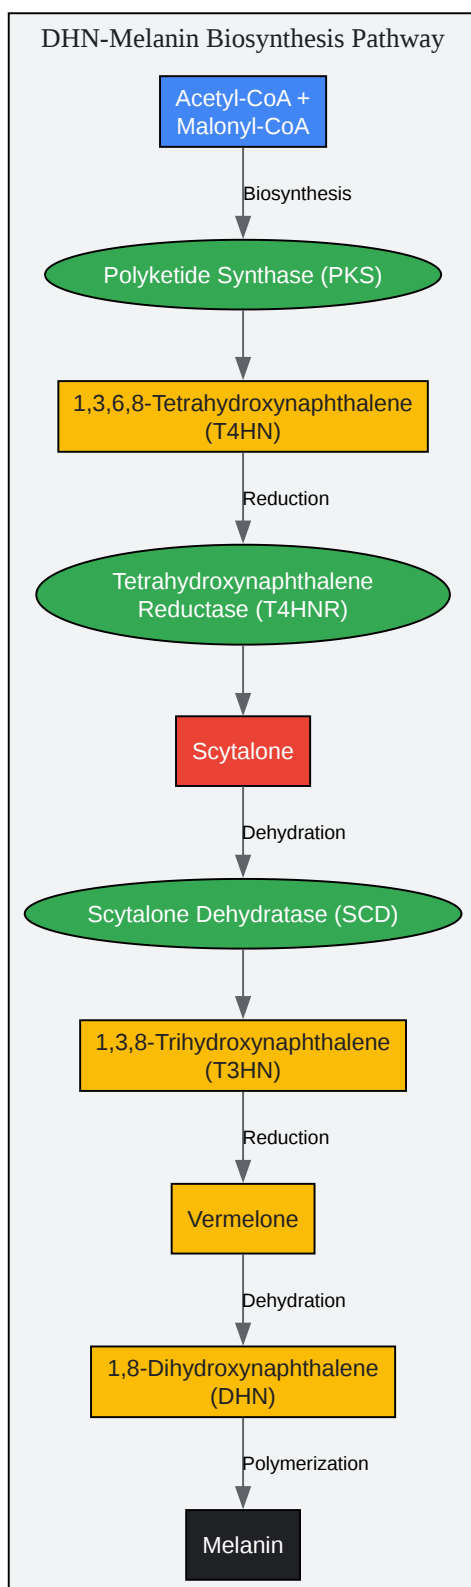 DHN-Melanin Biosynthesis Pathway
Acetyl-CoA +
Malonyl-CoA
Biosynthesis
Polyketide Synthase (PKS)
1,3,6,8-Tetrahydroxynaphthalene
(T4HN)
Reduction
Tetrahydroxynaphthalene
Reductase (T4HNR)
Scytalone
Dehydration
Scytalone Dehydratase (SCD)
1,3,8-Trihydroxynaphthalene
(T3HN)
Reduction
Vermelone
Dehydration
1,8-Dihydroxynaphthalene
(DHN)
Polymerization
Melanin